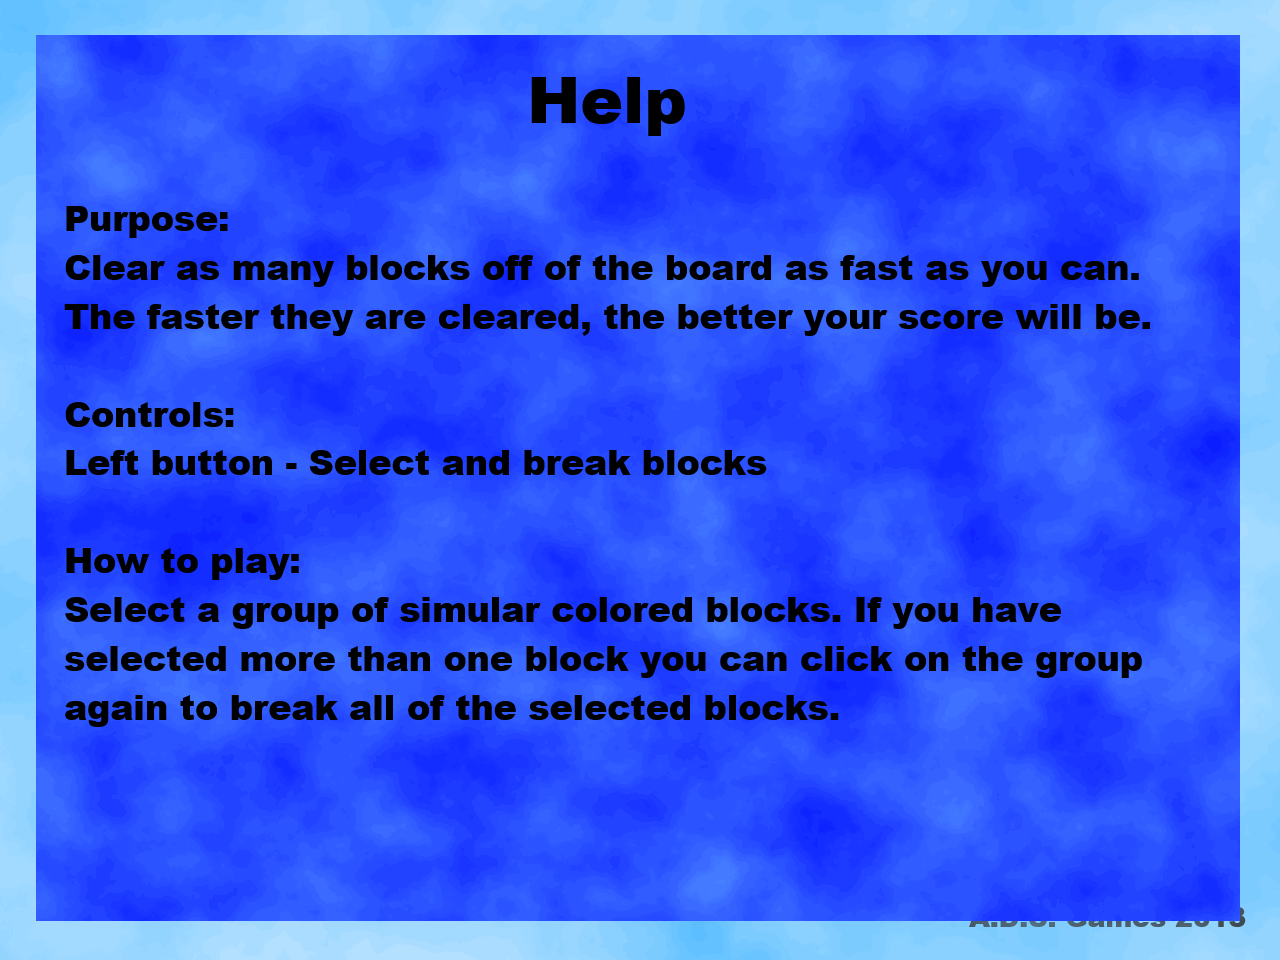 Help
Purpose:
Clear as many blocks off of the board as fast as you can.
The faster they are cleared, the better your score will be.
Controls:
Left button - Select and break blocks
How to play:
Select a group of simular colored blocks. If you have
selected more than one block you can click on the group
again to break all of the selected blocks.
Games